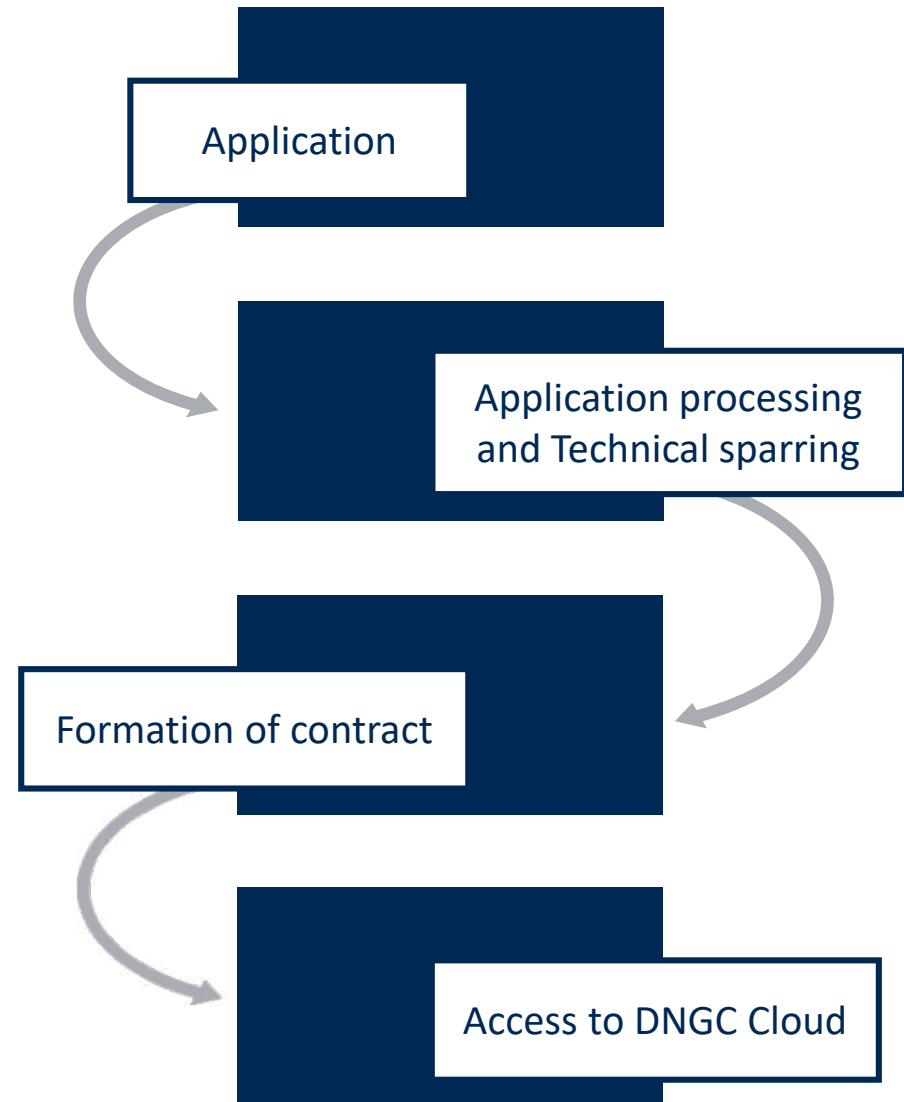 Application
Application processing
and Technical sparring
Formation of contract
Access to DNGC Cloud